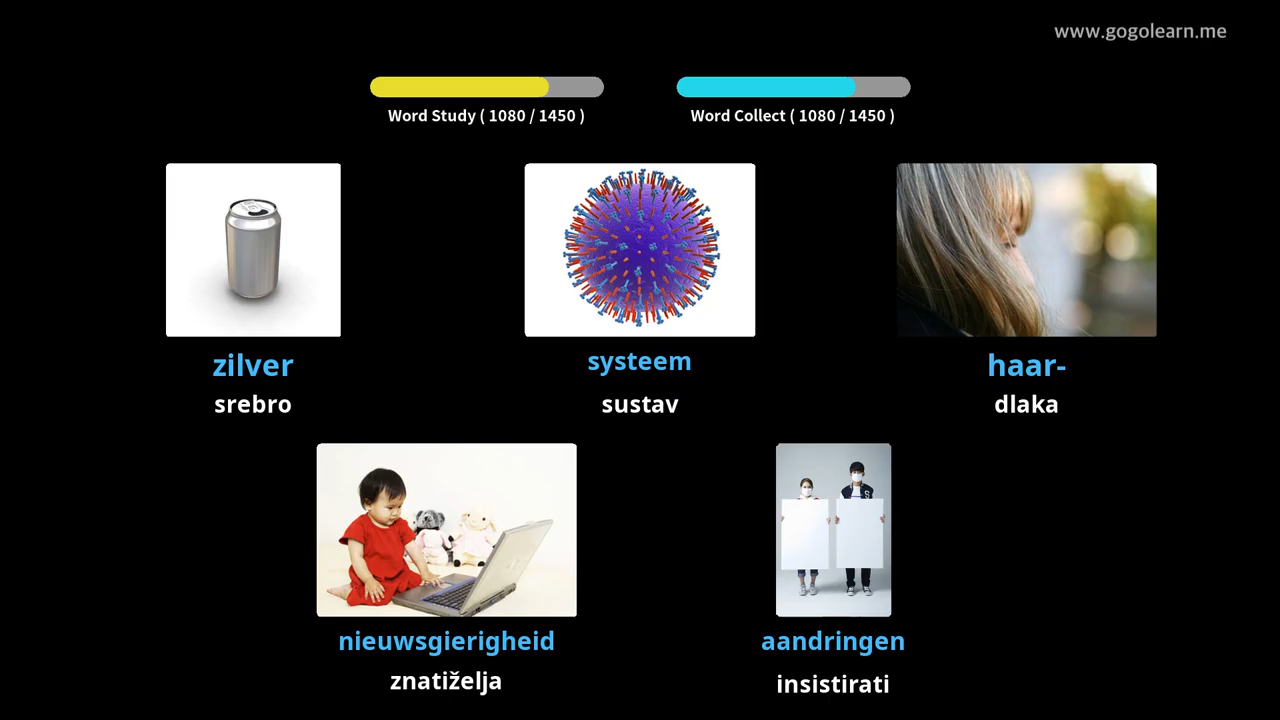 www.gogolearn.me
Word Study ( 1080 / 1450 )
Word Collect ( 1080 / 1450 )
zilver
srebro
systeem
sustav
haar-
dlaka
nieuwsgierigheid
znatiželja
aandringen
insistirati